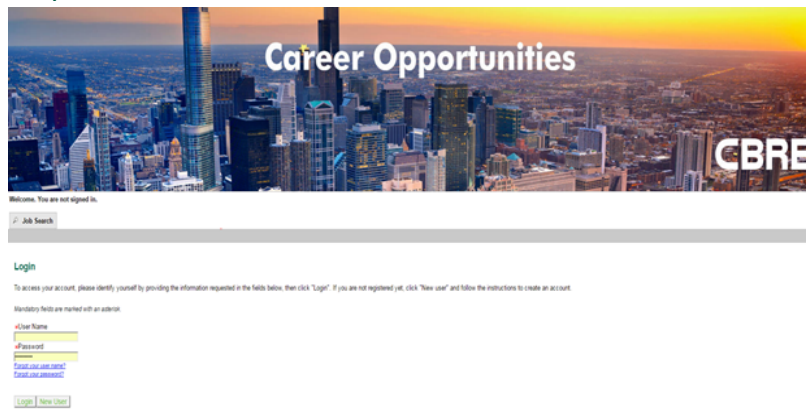 Career Opportunities
CBRE
Welcome. You are not signed in.
Job Search
Login
To access your account, please identify yourself by providing the information requested in the fields below, then click "Login". If you are not registered yet, click "New user" and follow the instructions to create an account.
Mandatory fields are marked with an asterisk.
*User Name
*Password
Forgot your user name?
Forgot your password?
Login New User